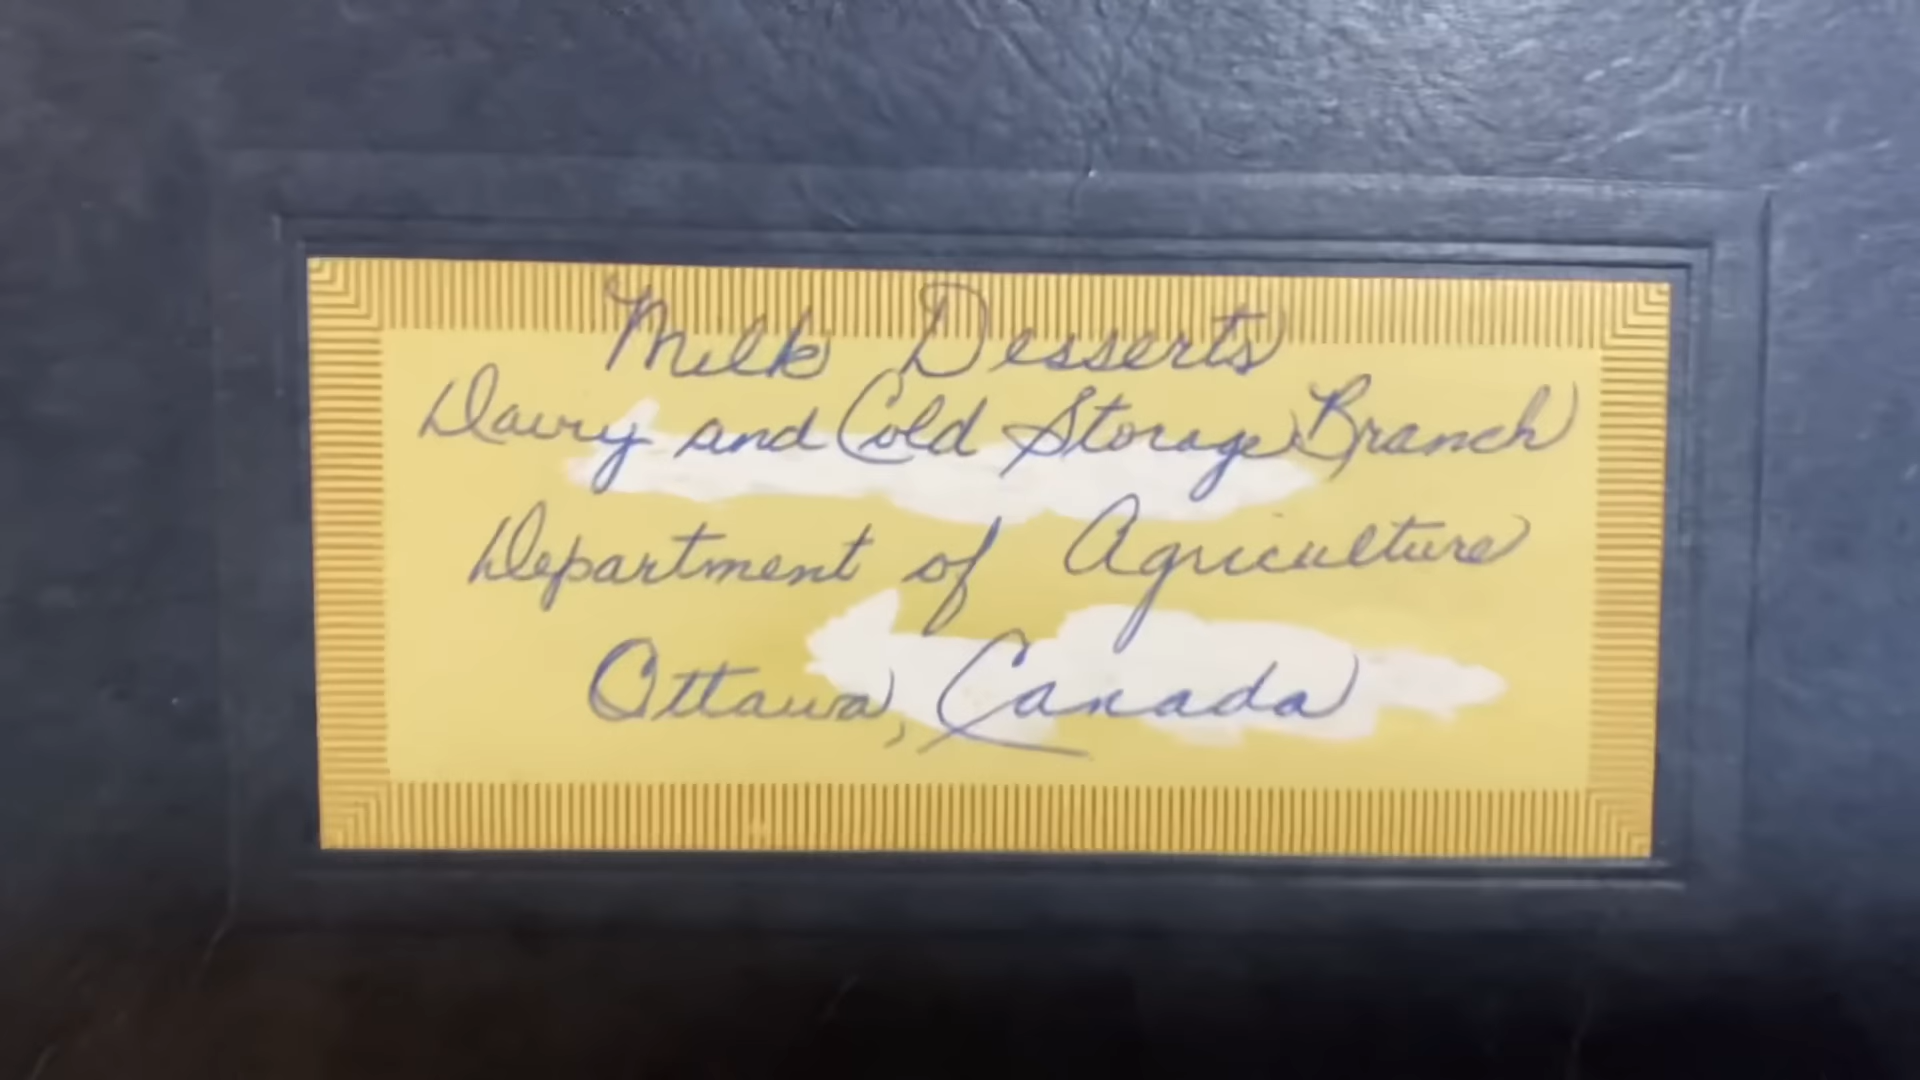 Milk Desserts
Dairy and Cold Storage Branch
Department of Agriculture
Ottawa, Canada